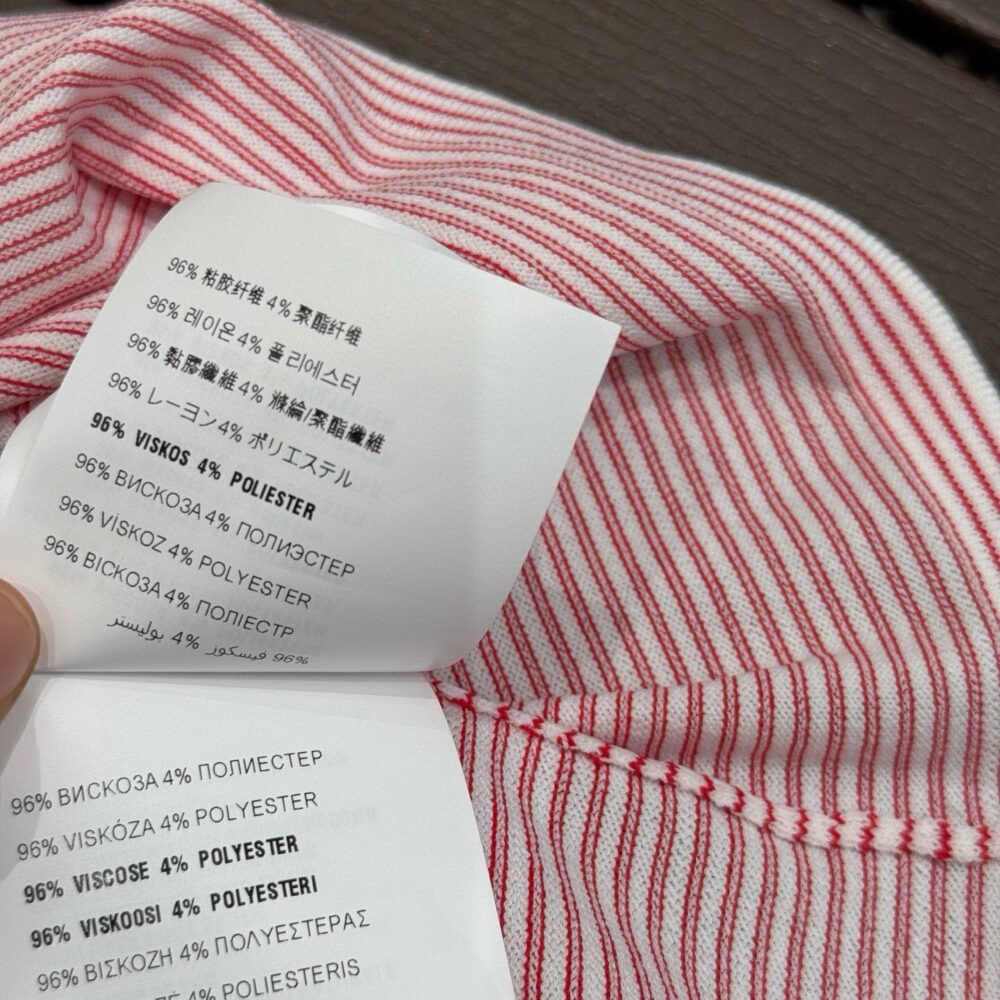 96% 粘胶纤维 4% 聚酯纤维
96% 레이온 4% 폴리에스터
96% 黏膠纖維 4% 滌綸/聚酯纖維
96% レーヨン 4% ポリエステル
96% VISKOS 4% POLIESTER
96% ВИСКОЗА 4% ПОЛИЭСТЕР
96% VİSKOZ 4% POLYESTER
96% ВІСКОЗА 4% ПОЛІЕСТР
96% فيسكوز 4% بوليستر
96% ВИСКОЗА 4% ПОЛИЕСТЕР
96% VISKÓZA 4% POLYESTER
96% VISCOSE 4% POLYESTER
96% VISKOOSI 4% POLYESTERI
96% ΒΙΣΚΟΖΗ 4% ΠΟΛΥΕΣΤΕΡΑΣ
4% POLIESTERIS